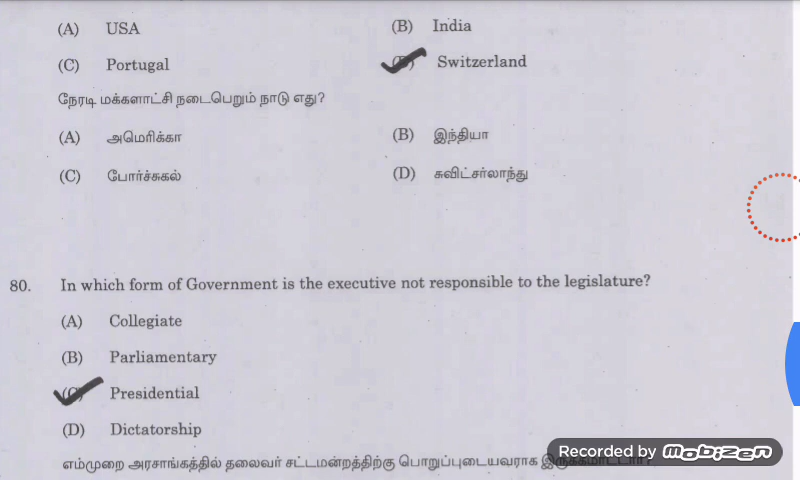 (A) USA (B) India
(C) Portugal Switzerland
நேரடி மக்களாட்சி நடைபெறும் நாடு எது?
(A) அமெரிக்கா (B) இந்தியா
(C) போர்ச்சுகல் (D) சுவிட்சர்லாந்து
80. In which form of Government is the executive not responsible to the legislature?
(A) Collegiate
(B) Parliamentary
(C) Presidential
(D) Dictatorship
எம்முறை அரசாங்கத்தில் தலைவர் சட்டமன்றத்திற்கு பொறுப்புடையவராக
Recorded by mobizen